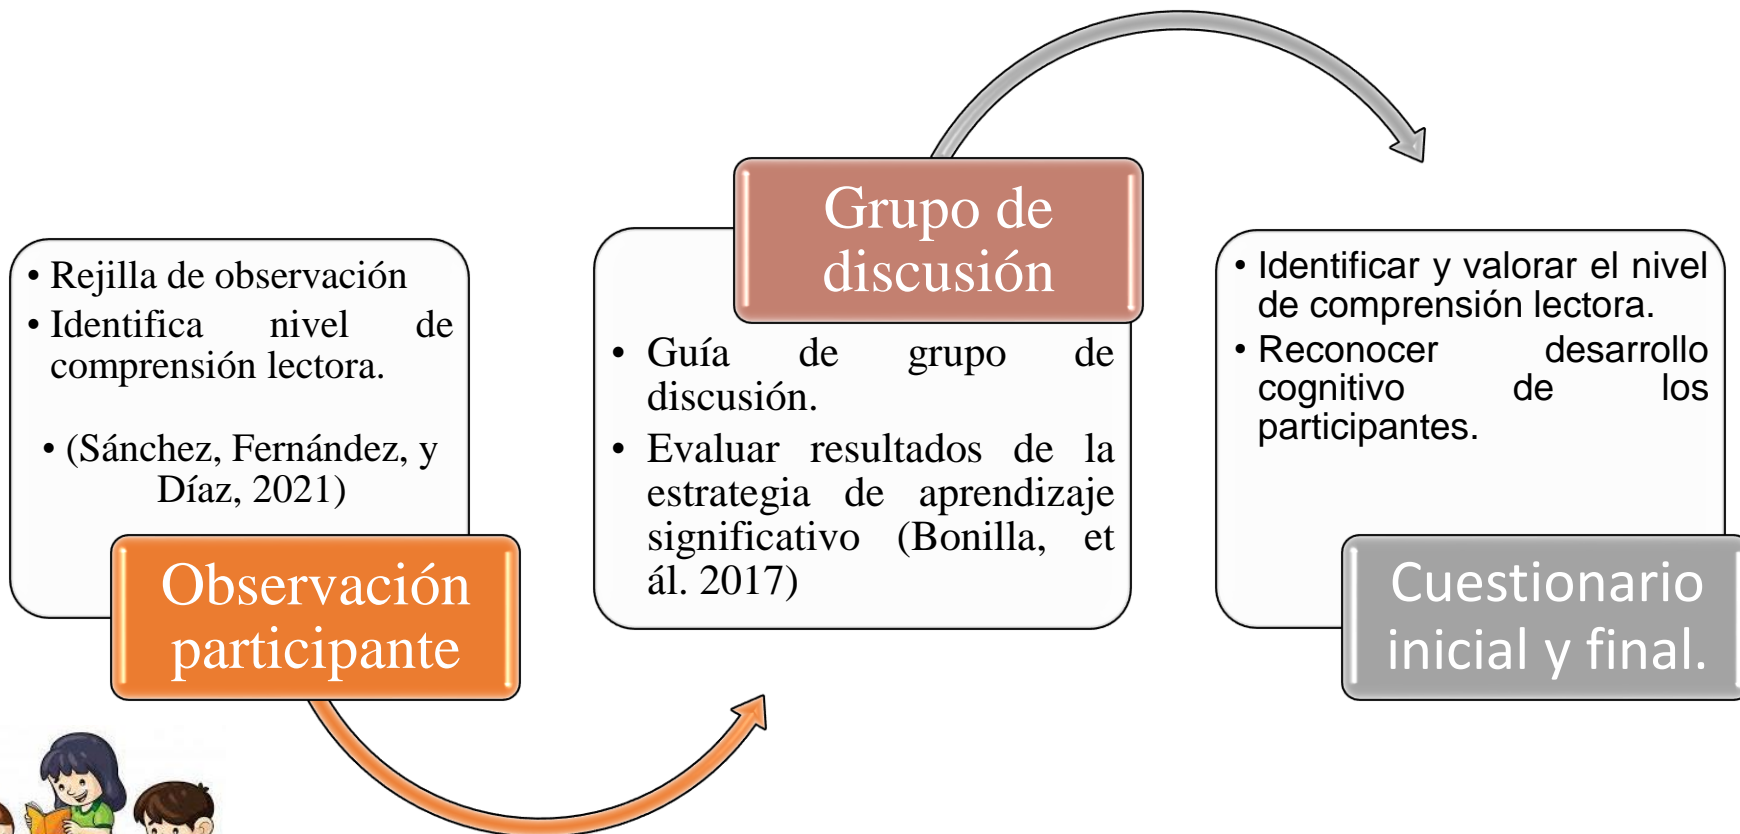 • Rejilla de observación
• Identifica nivel de
comprensión lectora.
• (Sánchez, Fernández, y
Díaz, 2021)
Observación
participante
Grupo de
discusión
• Guía de grupo de
discusión.
• Evaluar resultados de la
estrategia de aprendizaje
significativo (Bonilla, et
ál. 2017)
• Identificar y valorar el nivel
de comprensión lectora.
• Reconocer desarrollo
cognitivo de los
participantes.
Cuestionario
inicial y final.